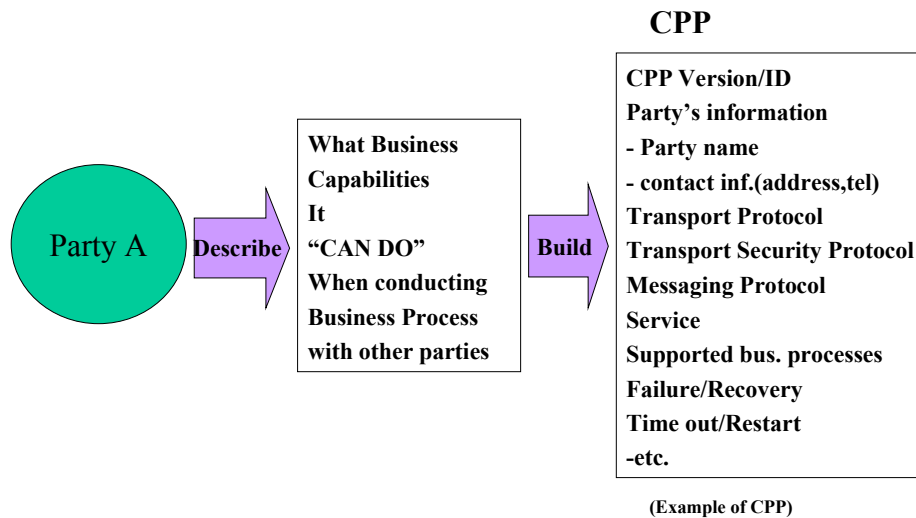 CPP
Party A
Describe
What Business
Capabilities
It
“CAN DO”
When conducting
Business Process
with other parties
Build
CPP Version/ID
Party’s information
- Party name
- contact inf.(address,tel)
Transport Protocol
Transport Security Protocol
Messaging Protocol
Service
Supported bus. processes
Failure/Recovery
Time out/Restart
-etc.
(Example of CPP)